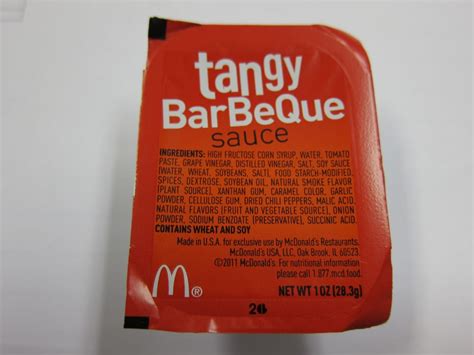 tangy
BarBeQue
sauce
INGREDIENTS: HIGH FRUCTOSE CORN SYRUP, WATER, TOMATO
PASTE, GRAPE VINEGAR, DISTILLED VINEGAR, SALT, SOY SAUCE
(WATER, WHEAT, SOYBEANS, SALT), FOOD STARCH-MODIFIED,
SPICES, DEXTROSE, SOYBEAN OIL, NATURAL SMOKE FLAVOR
(PLANT SOURCE), XANTHAN GUM, CARAMEL COLOR, GARLIC
POWDER, CELLULOSE GUM, DRIED CHILI PEPPERS, MALIC ACID,
NATURAL FLAVORS (FRUIT AND VEGETABLE SOURCE), ONION
POWDER, SODIUM BENZOATE (PRESERVATIVE), SUCCINIC ACID.
CONTAINS WHEAT AND SOY
Made in U.S.A. for exclusive use by McDonald's Restaurants.
McDonald's USA, LLC, Oak Brook, IL 60523.
©2011 McDonald's. For nutritional information
please call 1.877.mcd.food.
M®
NET WT 1 OZ (28.3g)